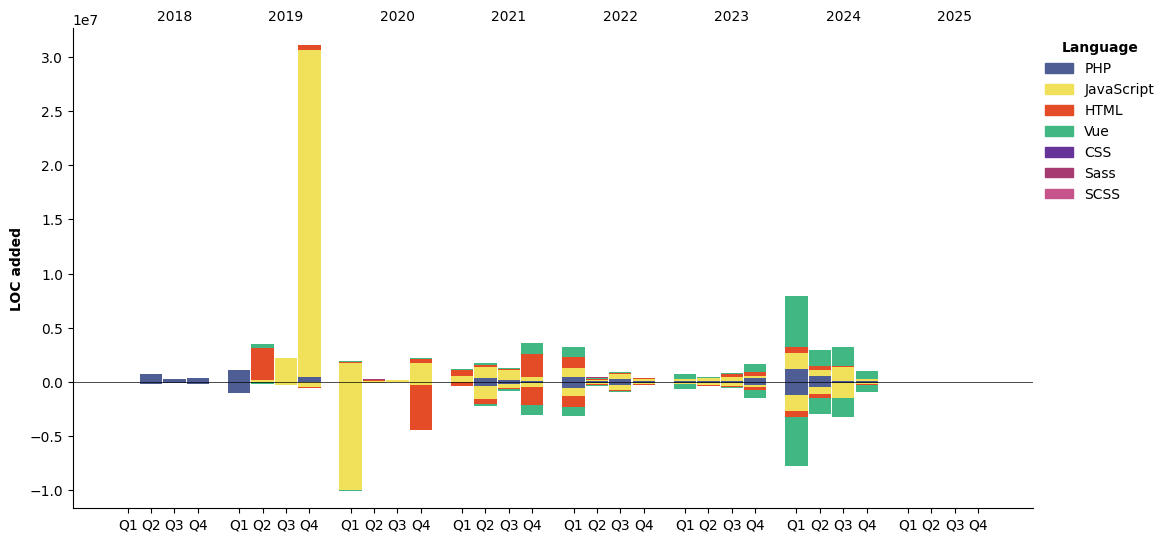 2018 2019 2020 2021 2022 2023 2024 2025
1e7
Language
PHP
JavaScript
HTML
Vue
CSS
Sass
SCSS
LOC added
3.0
2.5
2.0
1.5
1.0
0.5
0.0
−0.5
−1.0
Q1 Q2 Q3 Q4 Q1 Q2 Q3 Q4 Q1 Q2 Q3 Q4 Q1 Q2 Q3 Q4 Q1 Q2 Q3 Q4 Q1 Q2 Q3 Q4 Q1 Q2 Q3 Q4 Q1 Q2 Q3 Q4